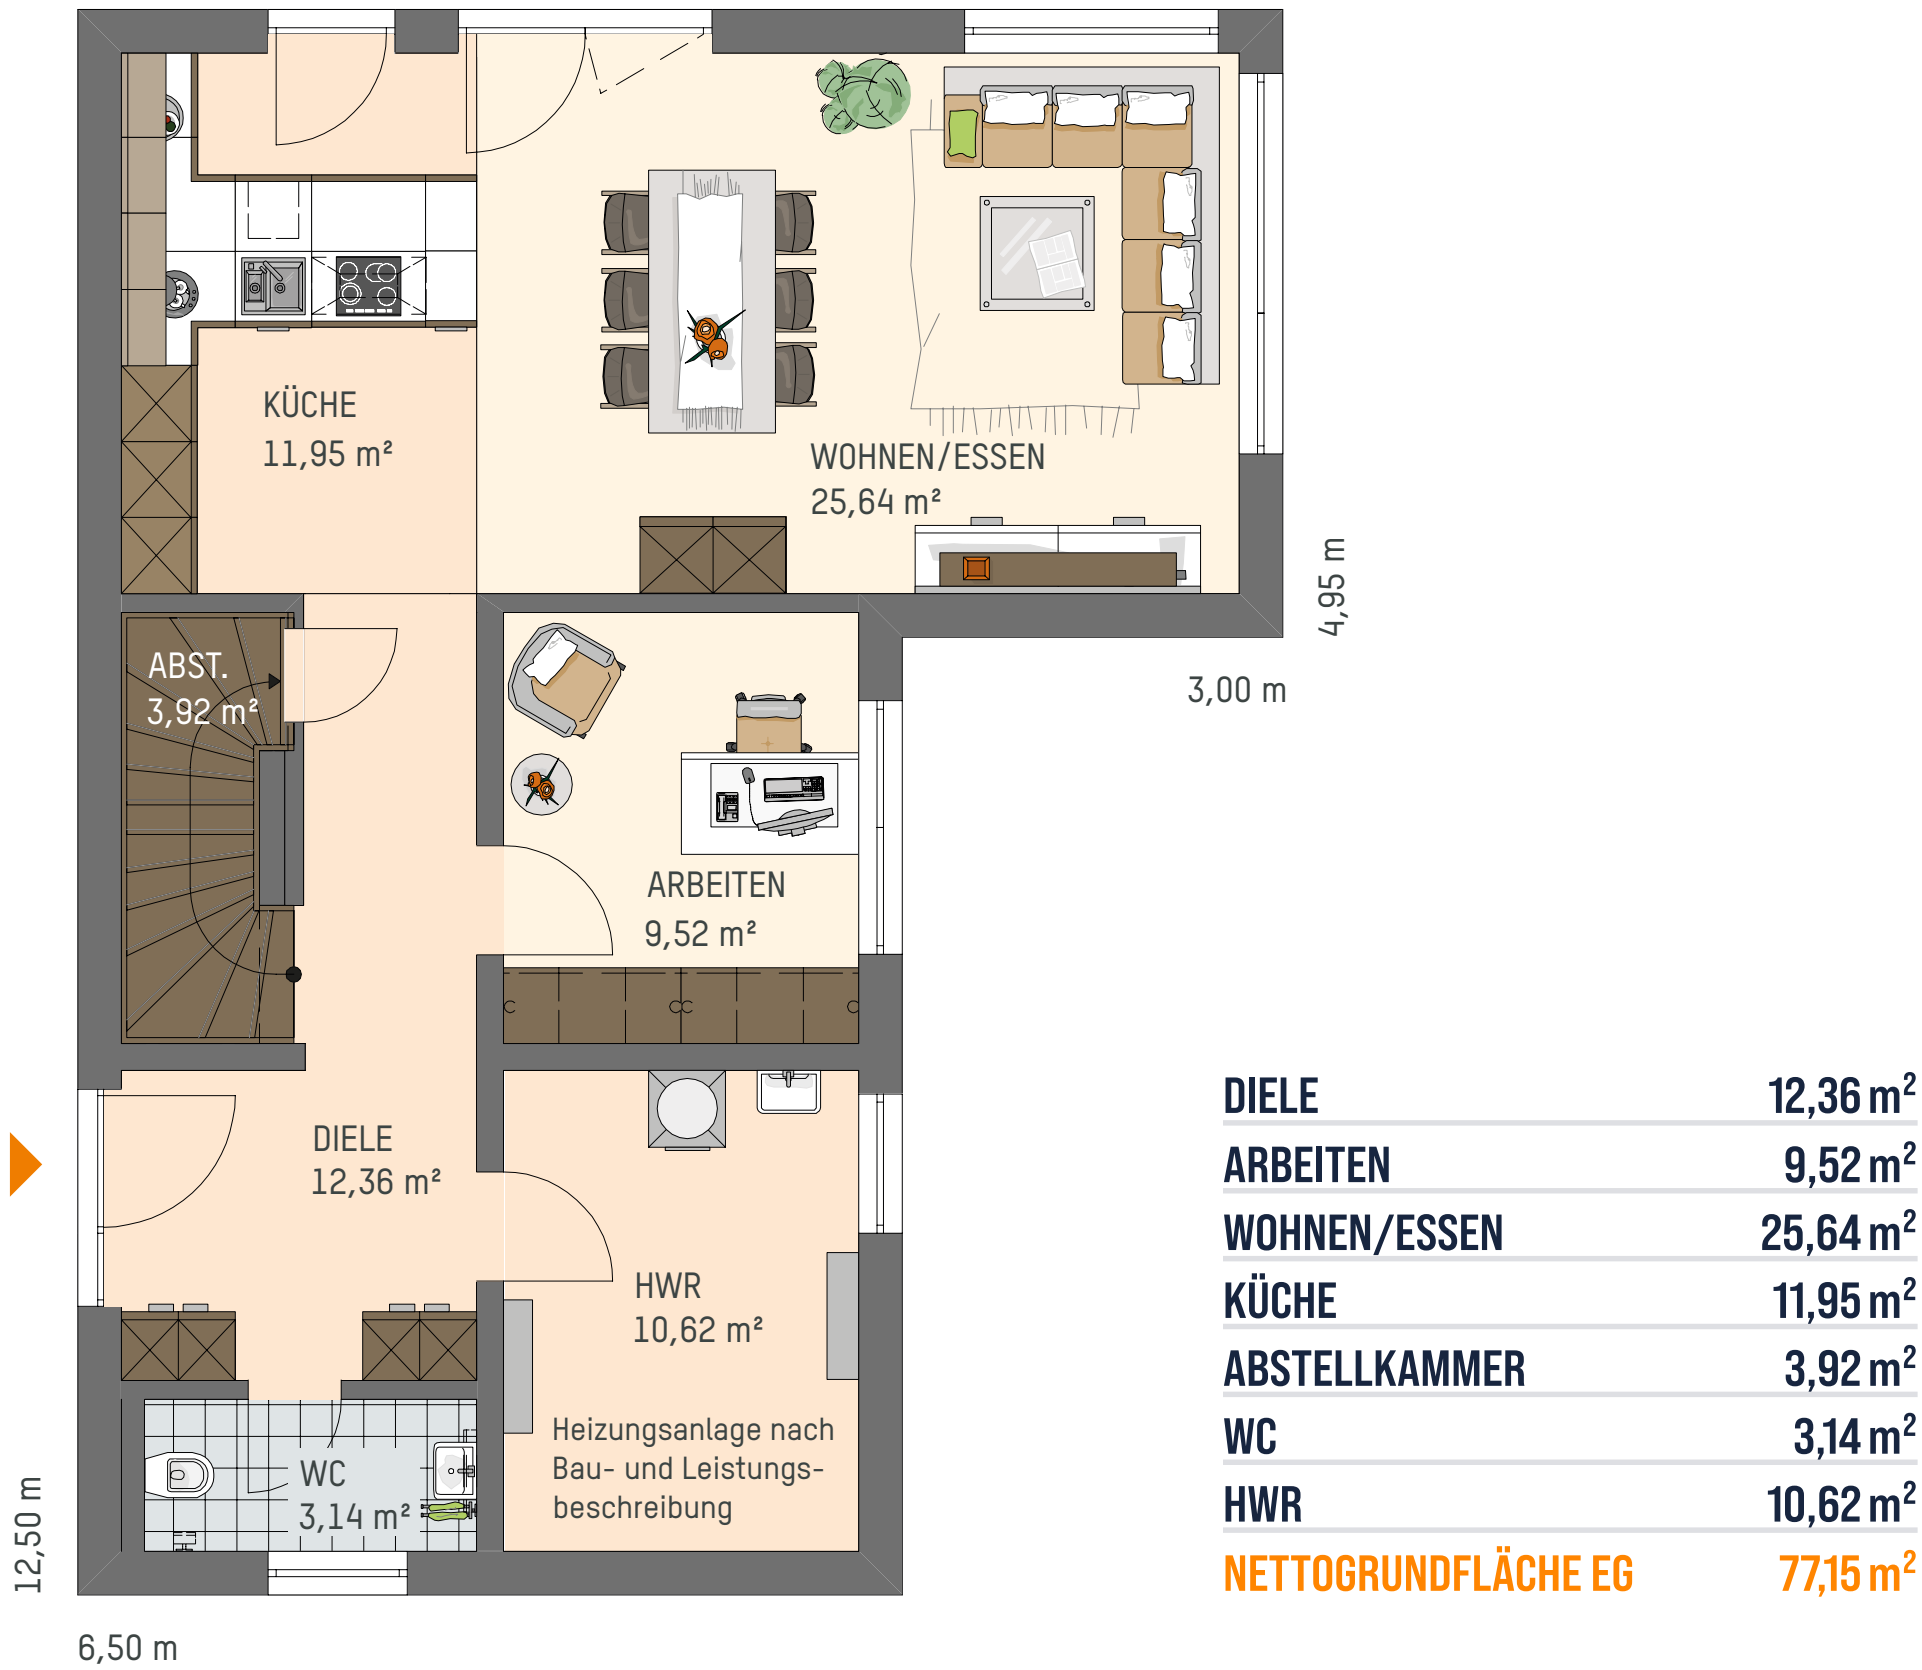 KÜCHE
11,95 m²
WOHNEN/ESSEN
25,64 m²
4,95 m
3,00 m
ABST.
3,92 m²
ARBEITEN
9,52 m²
DIELE
12,36 m²
HWR
10,62 m²
Heizungsanlage nach
Bau- und Leistungs-
beschreibung
WC
3,14 m²
12,50 m
6,50 m
DIELE 12,36 m²
ARBEITEN 9,52 m²
WOHNEN/ESSEN 25,64 m²
KÜCHE 11,95 m²
ABSTELLKAMMER 3,92 m²
WC 3,14 m²
HWR 10,62 m²
NETTOGRUNDFLÄCHE EG 77,15 m²